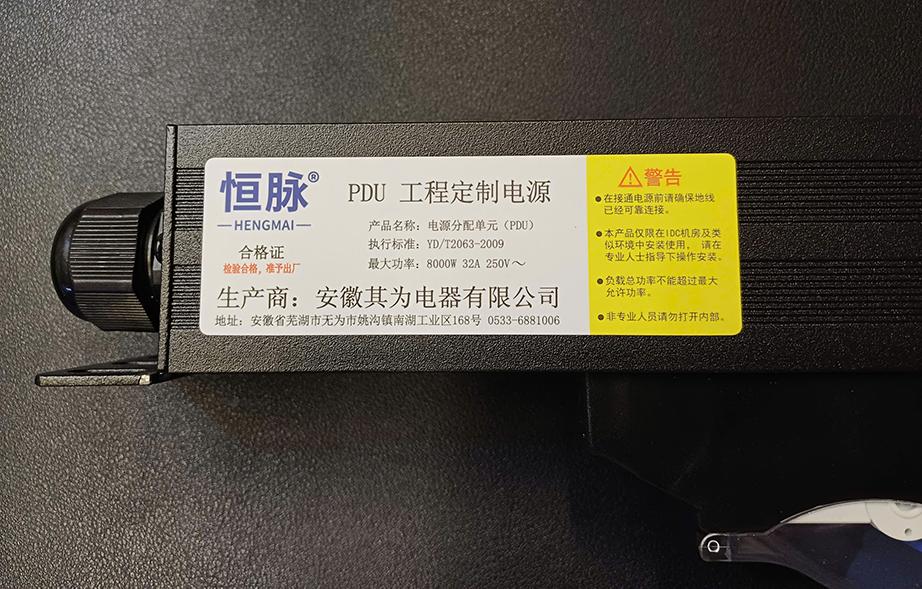 恒脉®
HENGMAI
合格证
检验合格，准予出厂
PDU 工程定制电源
产品名称：电源分配单元（PDU）
执行标准：YD/T2063-2009
最大功率：8000W 32A 250V～
生产商：安徽其为电器有限公司
地址：安徽省芜湖市无为市姚沟镇南湖工业区168号 0533-6881006
警告
●在接通电源前请确保地线
已经可靠连接。
●本产品仅限在IDC机房及类
似环境中安装使用，请在
专业人士指导下操作安装。
●负载总功率不能超过最大
允许功率。
●非专业人员请勿打开内部。